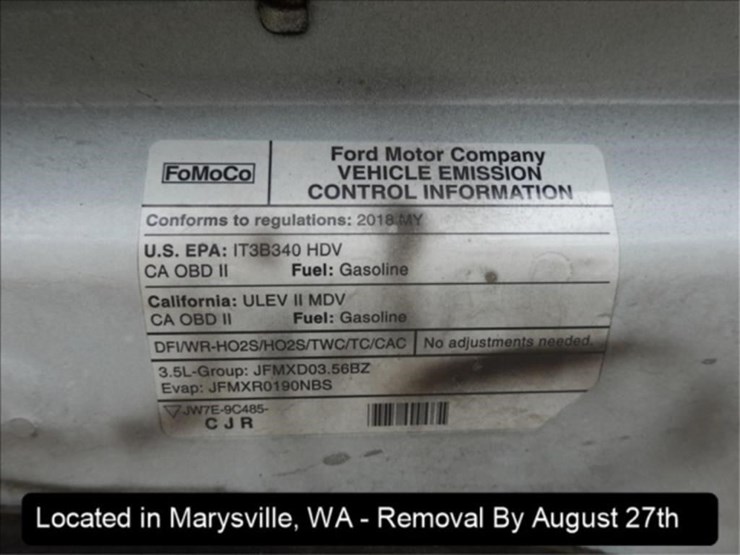 FoMoCo
Ford Motor Company
VEHICLE EMISSION
CONTROL INFORMATION
Conforms to regulations: 2018 MY
U.S. EPA: IT3B340 HDV
CA OBD II Fuel: Gasoline
California: ULEV II MDV
CA OBD II Fuel: Gasoline
DFI/WR-HO2S/HO2S/TWC/TC/CAC No adjustments needed.
3.5L-Group: JFMXD03.56BZ
Evap: JFMXR0190NBS
JW7E-9C485-
C J R
Located in Marysville, WA - Removal By August 27th